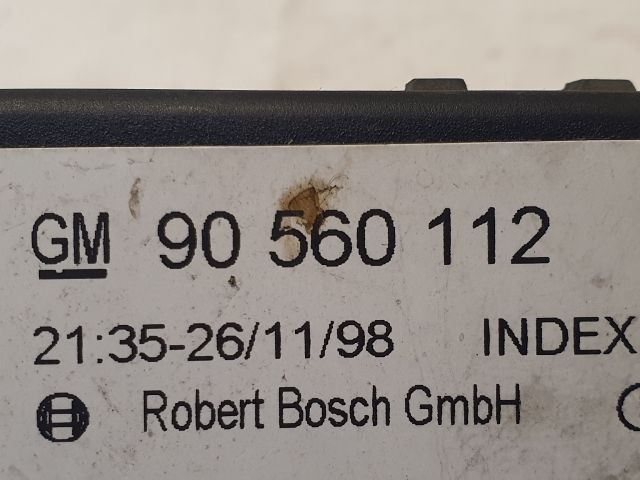 GM 90 560 112
21:35-26/11/98 INDEX
Robert Bosch GmbH